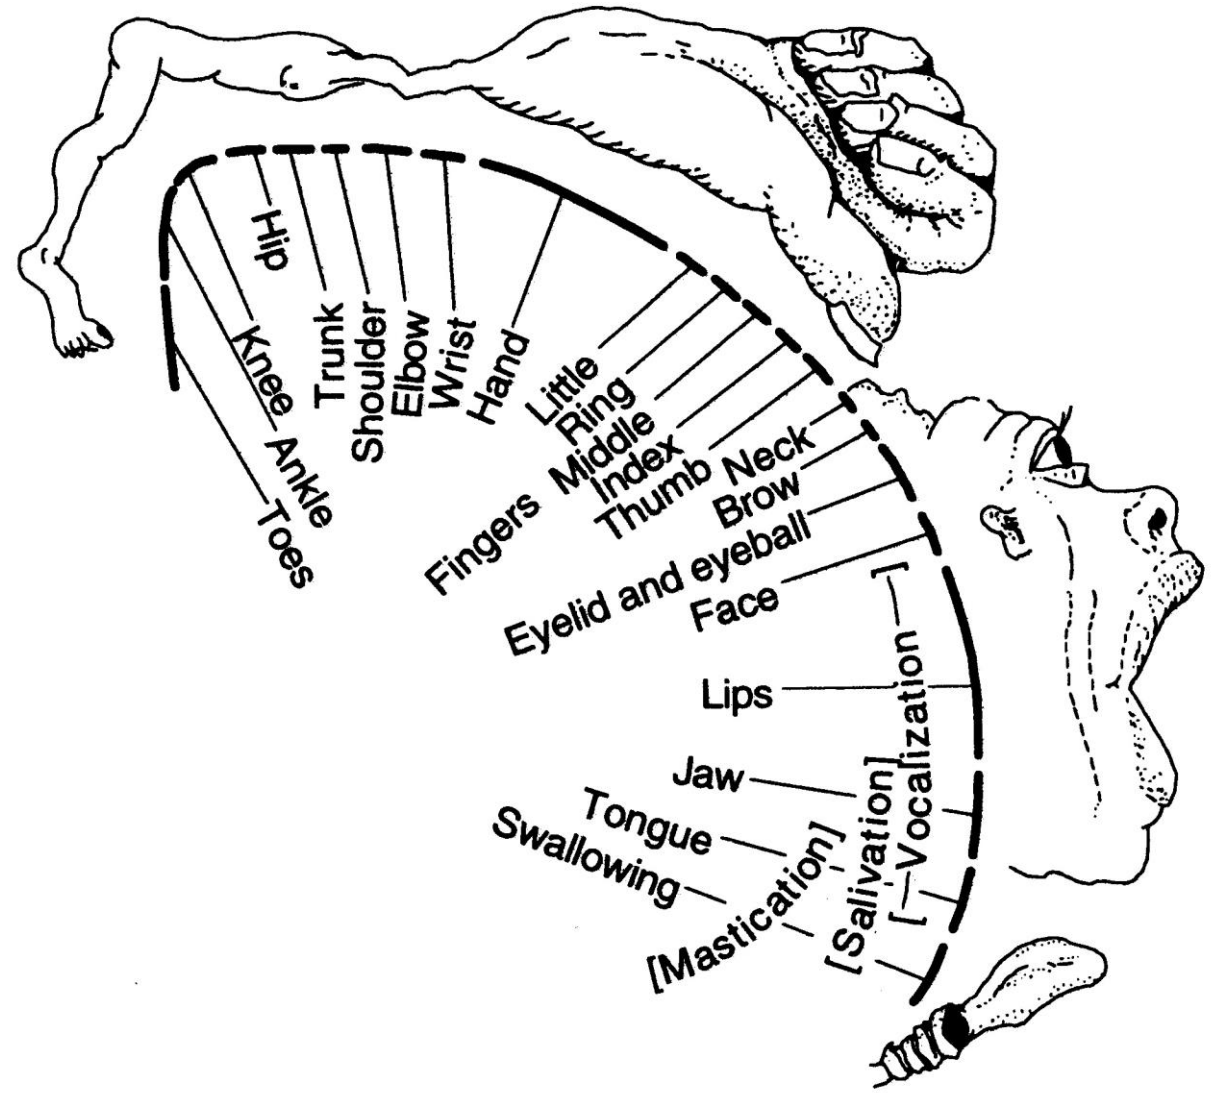 Toes
Ankle
Knee
Hip
Trunk
Shoulder
Elbow
Wrist
Hand
Little
Ring
Middle
Index
Thumb
Fingers
Neck
Brow
Eyelid and eyeball
Face
Lips
Jaw
Tongue
Swallowing
[Mastication]
[Salivation]
[Vocalization]